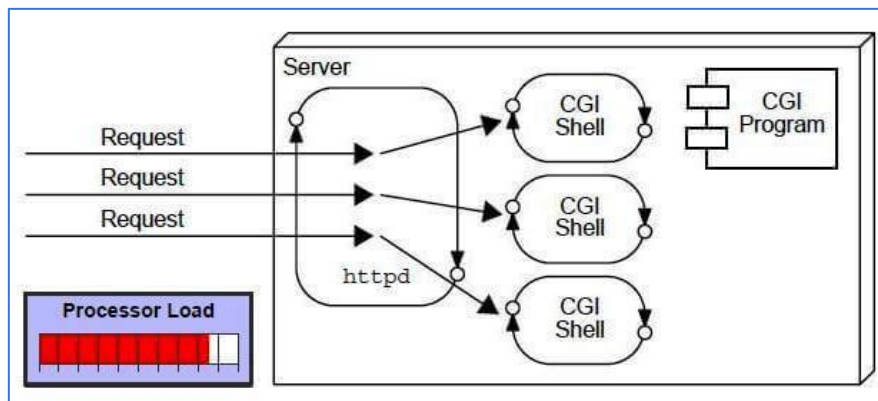 Server
CGI
Shell
CGI
Program
Request
Request
Request
CGI
Shell
httpd
CGI
Shell
Processor Load